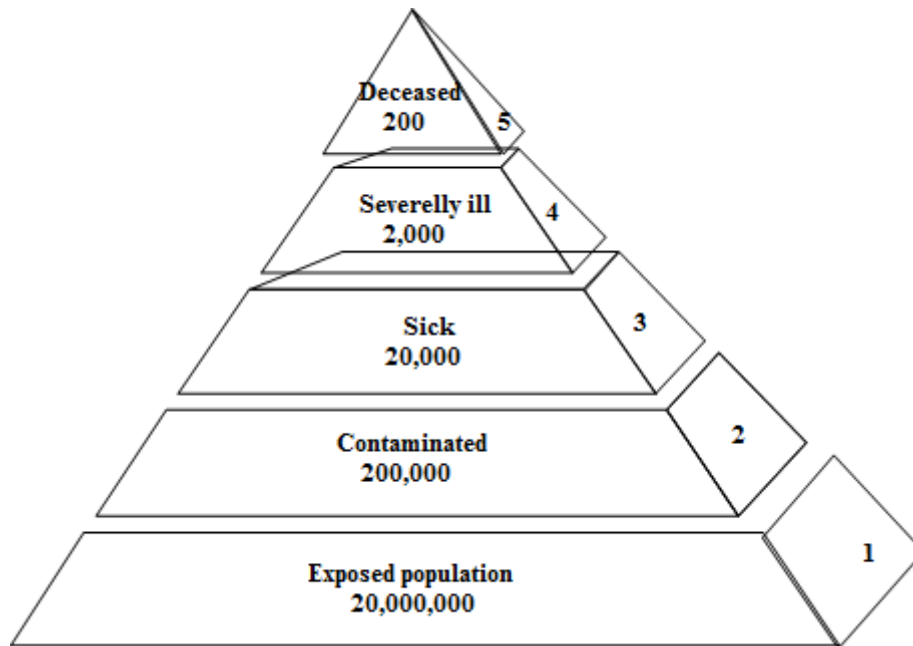 Deceased
200
5
Severelly ill
2,000
4
Sick
20,000
3
Contaminated
200,000
2
Exposed population
20,000,000
1